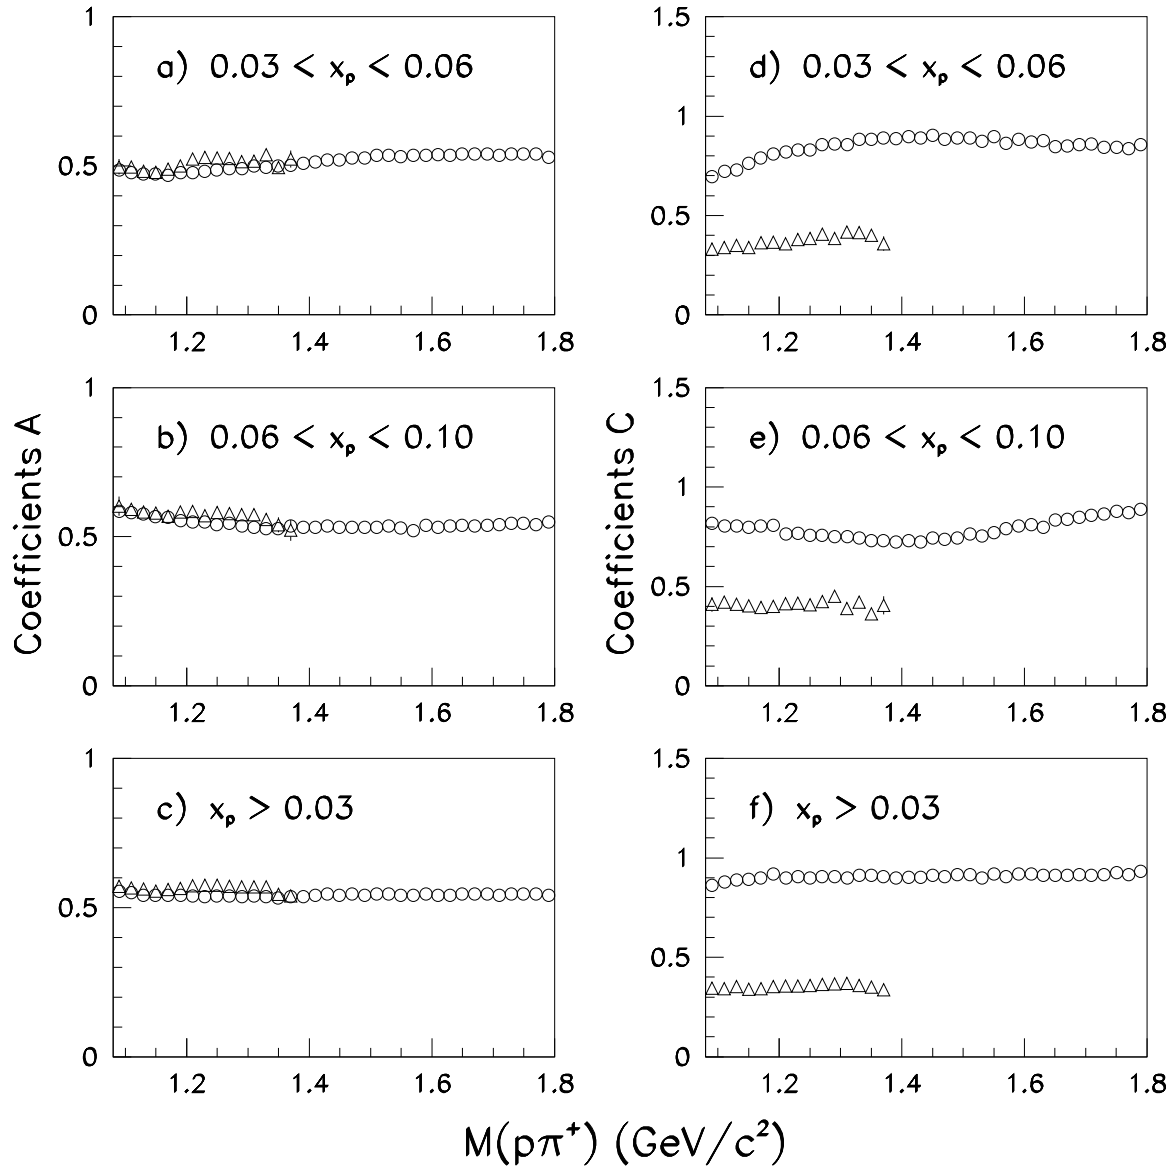 a) 0.03 < xₚ < 0.06
1
0.5
0
1.2 1.4 1.6 1.8
d) 0.03 < xₚ < 0.06
1.5
1
0.5
0
1.2 1.4 1.6 1.8
b) 0.06 < xₚ < 0.10
1
0.5
0
1.2 1.4 1.6 1.8
Coefficients A
e) 0.06 < xₚ < 0.10
1.5
1
0.5
0
1.2 1.4 1.6 1.8
Coefficients C
c) xₚ > 0.03
1
0.5
0
1.2 1.4 1.6 1.8
f) xₚ > 0.03
1.5
1
0.5
0
1.2 1.4 1.6 1.8
M(pπ⁺) (GeV/c²)